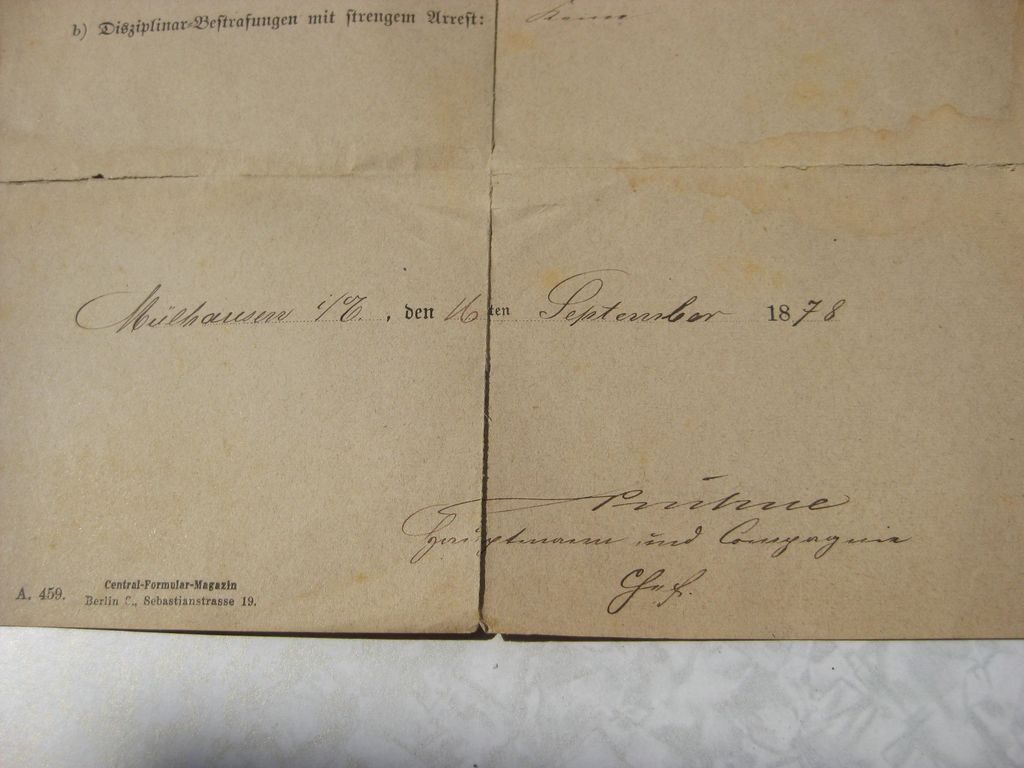 b) Disziplinar-Bestrafungen mit strengem Arrest:
Mülhausen i/E., den 16ten September 1878
Hauptmann und Compagnie
Chef.
A. 459.
Central-Formular-Magazin
Berlin C., Sebastianstrasse 19.